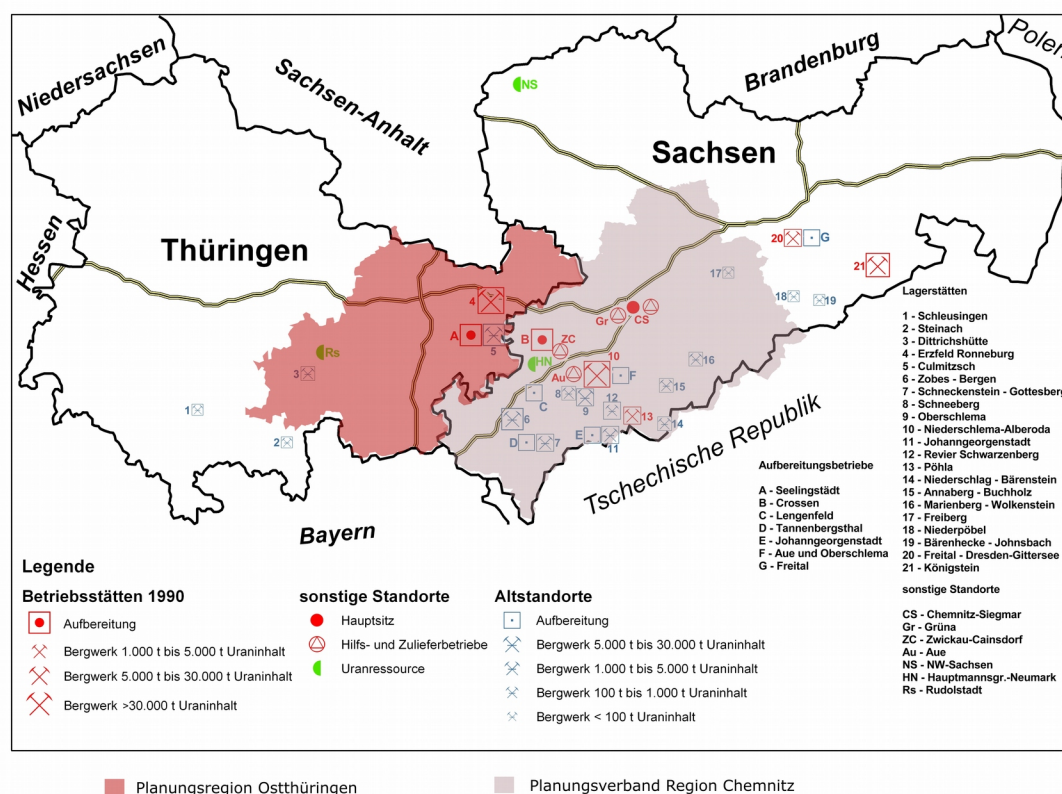 Niedersachsen
Sachsen-Anhalt
Brandenburg
Polen
NS
Sachsen
Hessen
Thüringen
20
G
21
17
18
19
4
Gr
CS
A
5
B
ZC
HN
Rs
3
10
Au
F
16
15
1
C
8
9
12
13
14
6
2
D
7
E
11
Tschechische Republik
Bayern
Lagerstätten
1 - Schleusingen
2 - Steinach
3 - Dittrichshütte
4 - Erzfeld Ronneburg
5 - Culmitzsch
6 - Zobes - Bergen
7 - Schneckenstein - Gottesberg
8 - Schneeberg
9 - Oberschlema
10 - Niederschlema-Alberoda
11 - Johanngeorgenstadt
12 - Revier Schwarzenberg
13 - Pöhla
14 - Niederschlag - Bärenstein
15 - Annaberg - Buchholz
16 - Marienberg - Wolkenstein
17 - Freiberg
18 - Niederpöbel
19 - Bärenhecke - Johnsbach
20 - Freital - Dresden-Gittersee
21 - Königstein
sonstige Standorte
CS - Chemnitz-Siegmar
Gr - Grüna
ZC - Zwickau-Cainsdorf
Au - Aue
NS - NW-Sachsen
HN - Hauptmannsgr.-Neumark
Rs - Rudolstadt
Aufbereitungsbetriebe
A - Seelingstädt
B - Crossen
C - Lengenfeld
D - Tannenbergsthal
E - Johanngeorgenstadt
F - Aue und Oberschlema
G - Freital
Legende
Betriebsstätten 1990
Aufbereitung
Bergwerk 1.000 t bis 5.000 t Uraninhalt
Bergwerk 5.000 t bis 30.000 t Uraninhalt
Bergwerk >30.000 t Uraninhalt
sonstige Standorte
Hauptsitz
Hilfs- und Zulieferbetriebe
Uranressource
Altstandorte
Aufbereitung
Bergwerk 5.000 t bis 30.000 t Uraninhalt
Bergwerk 1.000 t bis 5.000 t Uraninhalt
Bergwerk 100 t bis 1.000 t Uraninhalt
Bergwerk < 100 t Uraninhalt
Planungsregion Ostthüringen
Planungsverband Region Chemnitz